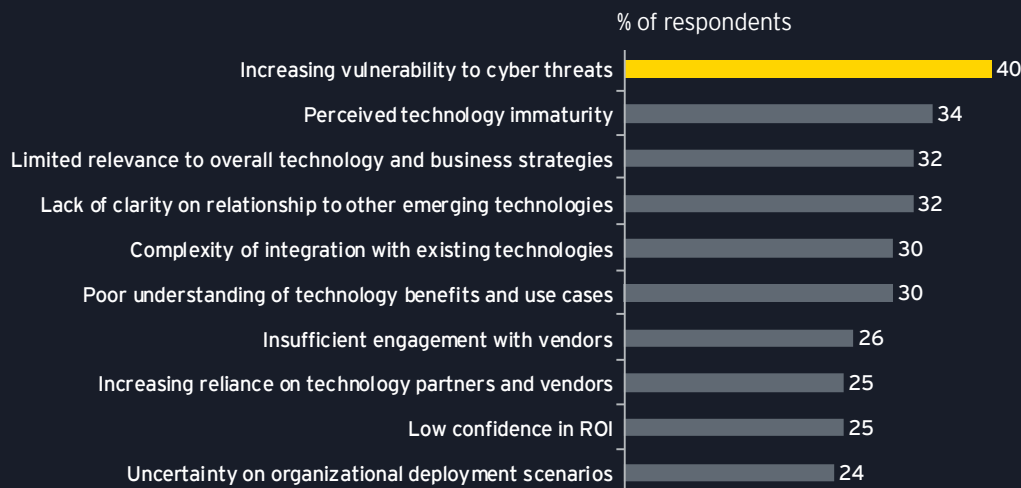 % of respondents
Increasing vulnerability to cyber threats 40
Perceived technology immaturity 34
Limited relevance to overall technology and business strategies 32
Lack of clarity on relationship to other emerging technologies 32
Complexity of integration with existing technologies 30
Poor understanding of technology benefits and use cases 30
Insufficient engagement with vendors 26
Increasing reliance on technology partners and vendors 25
Low confidence in ROI 25
Uncertainty on organizational deployment scenarios 24